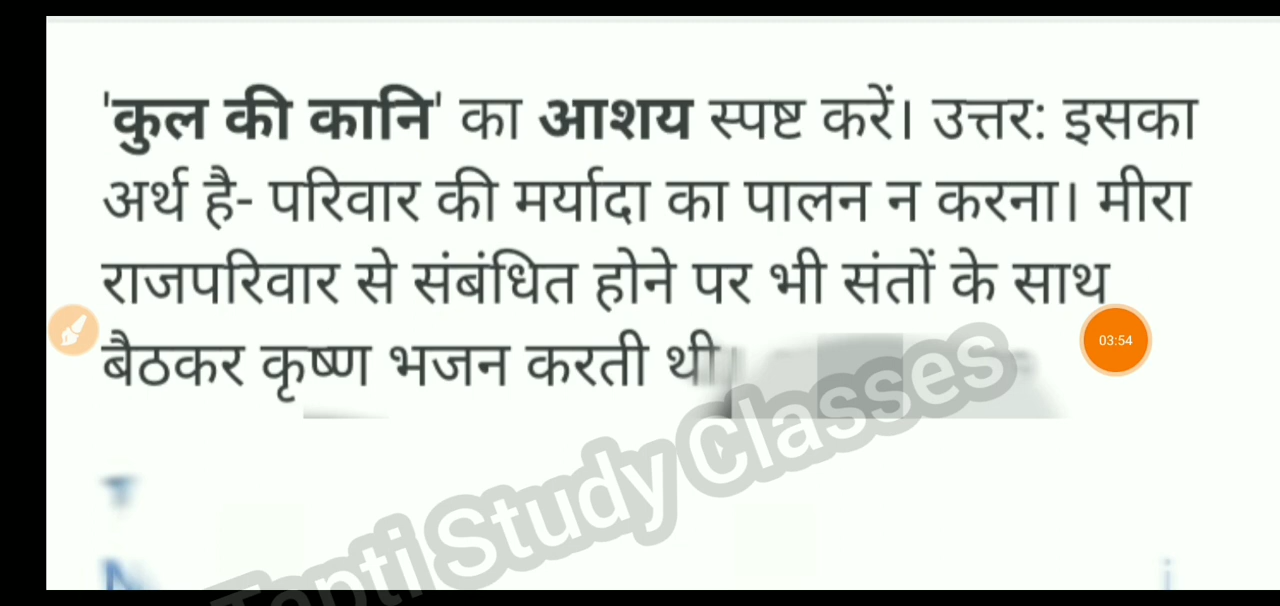 'कुल की कानि' का आशय स्पष्ट करें। उत्तर: इसका
अर्थ है- परिवार की मर्यादा का पालन न करना। मीरा
राजपरिवार से संबंधित होने पर भी संतों के साथ
बैठकर कृष्ण भजन करती थी।
03:54
Tapti Study Classes